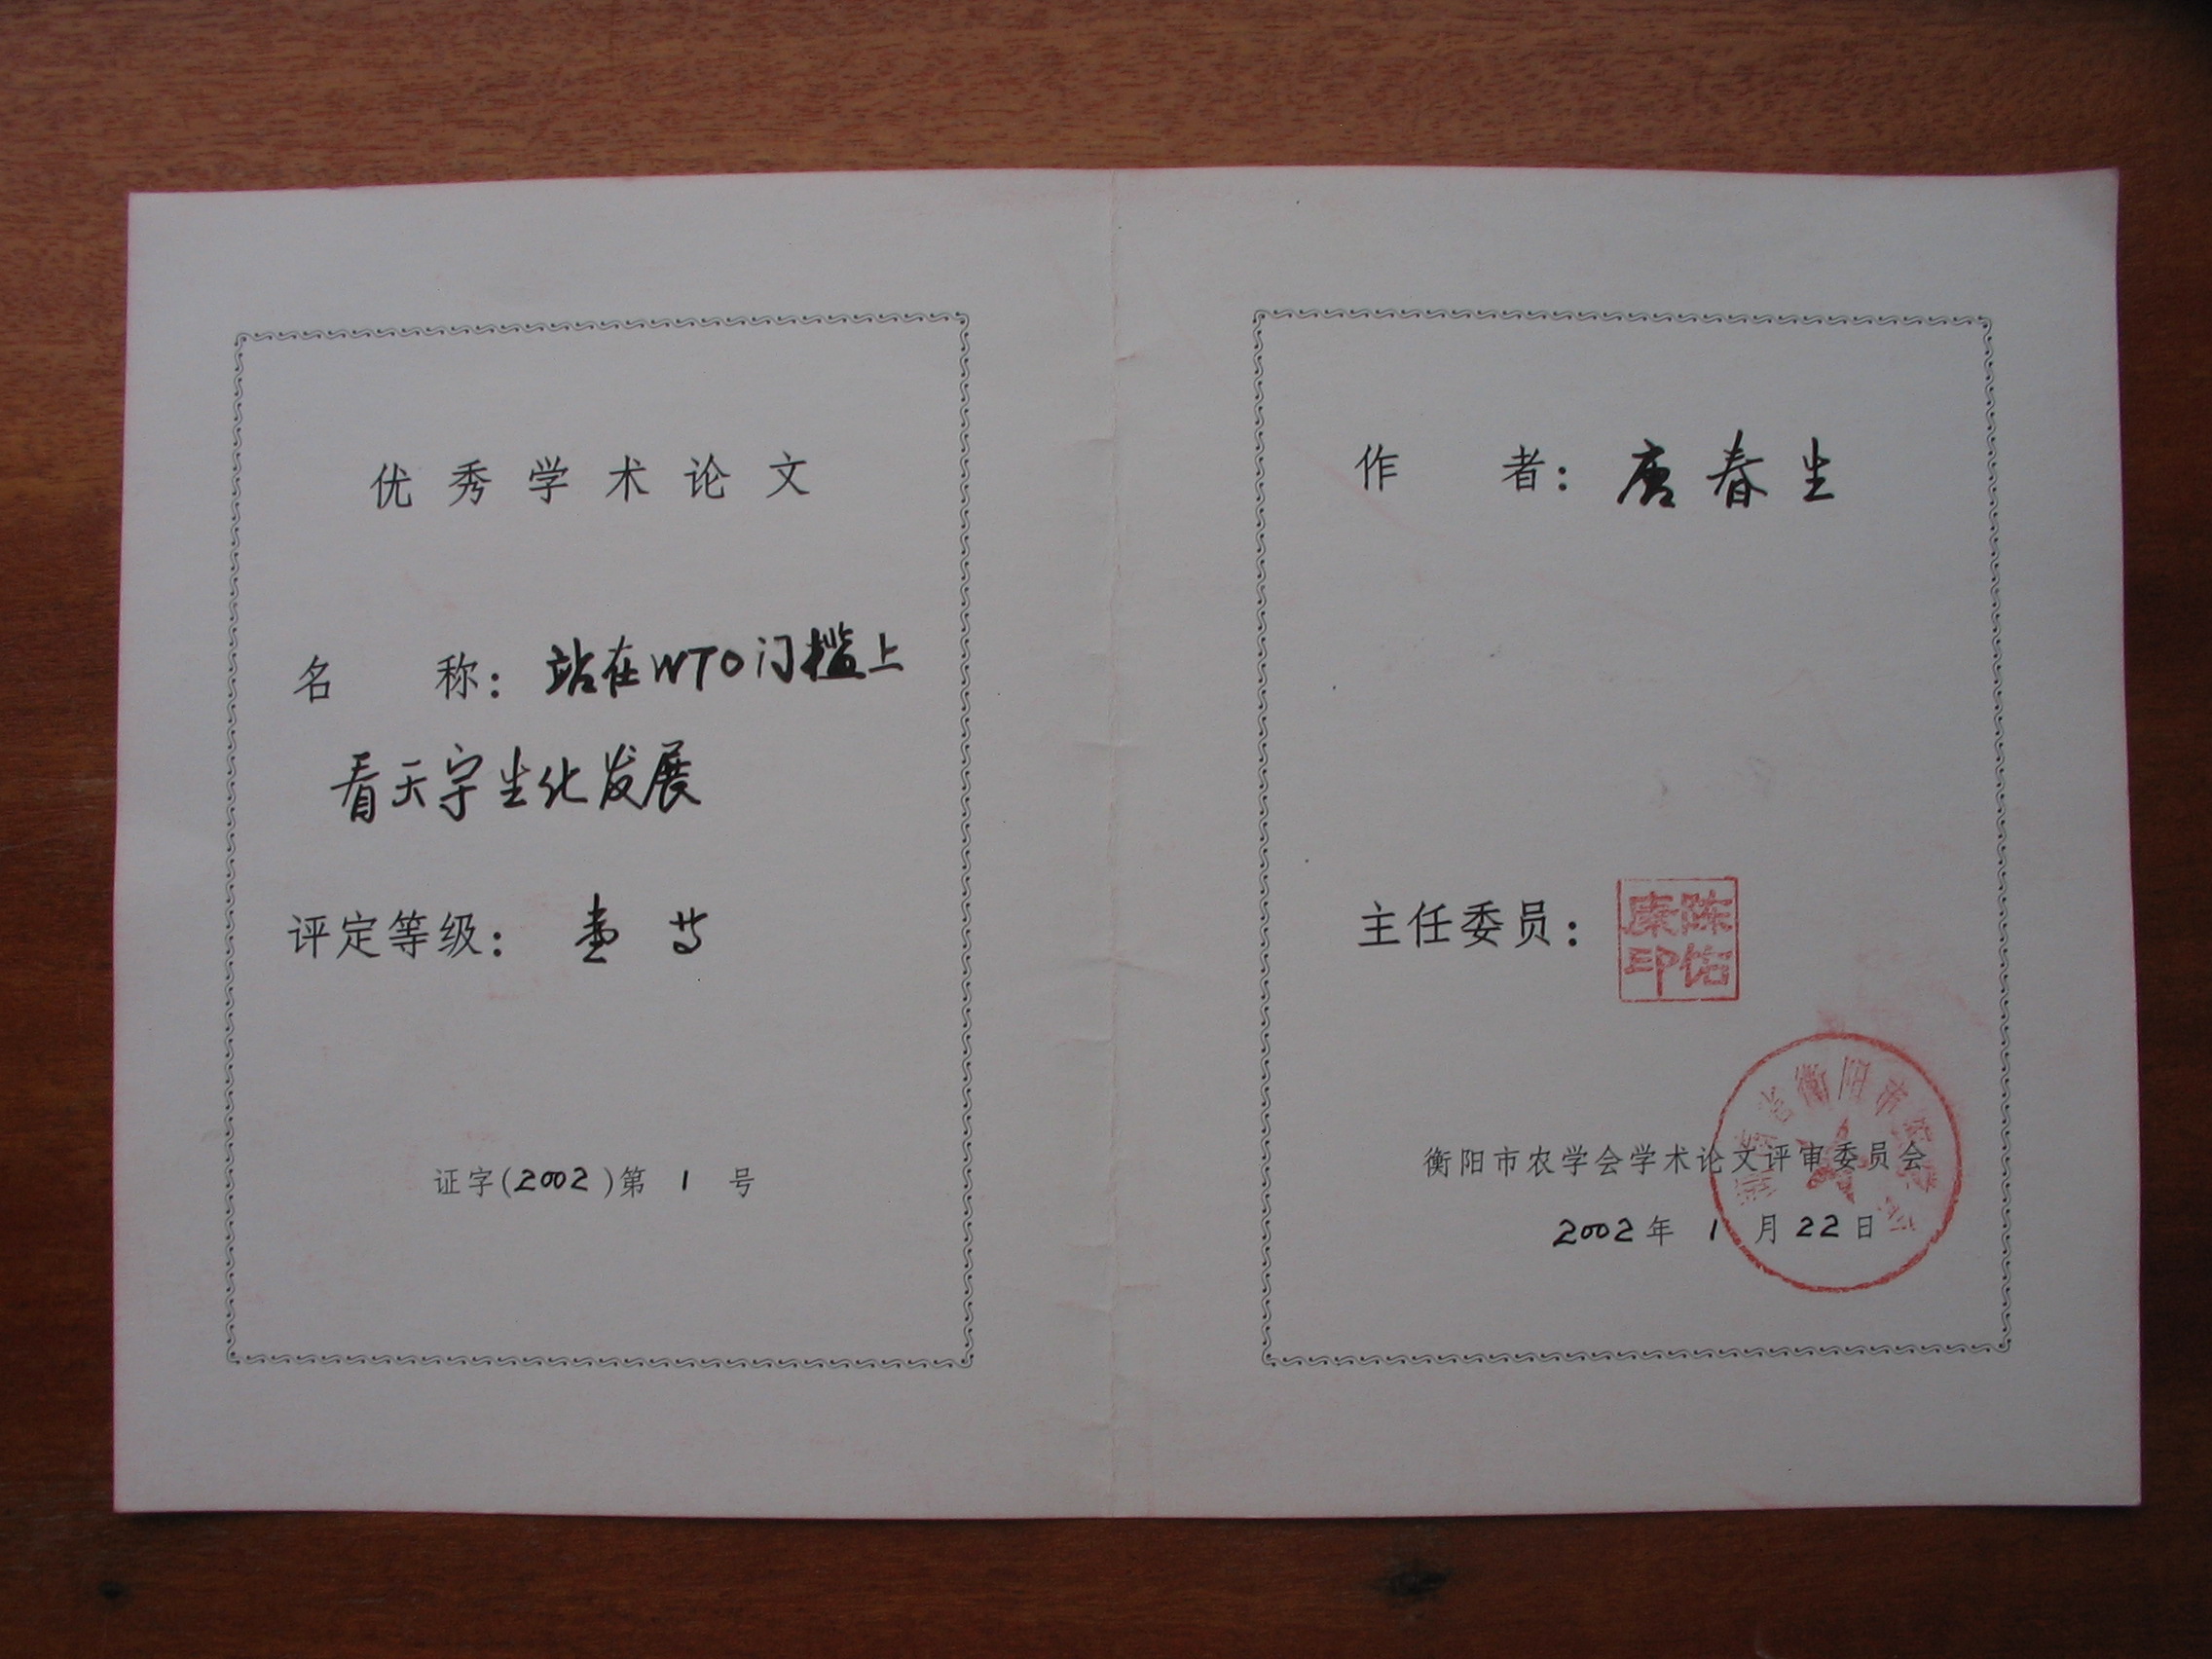 优秀学术论文
名 称：站在WTO门槛上
看天宇生化发展
评定等级：壹等
证字(2002)第 1 号
作 者：唐春生
主任委员：
衡阳市农学会学术论文评审委员会
2002年 1 月22日